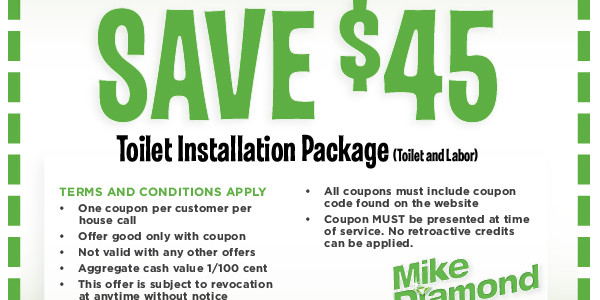 SAVE $45
Toilet Installation Package (Toilet and Labor)
TERMS AND CONDITIONS APPLY
• One coupon per customer per
house call
• Offer good only with coupon
• Not valid with any other offers
• Aggregate cash value 1/100 cent
• This offer is subject to revocation
at anytime without notice
• All coupons must include coupon
code found on the website
• Coupon MUST be presented at time
of service. No retroactive credits
can be applied.
Mike
Diamond